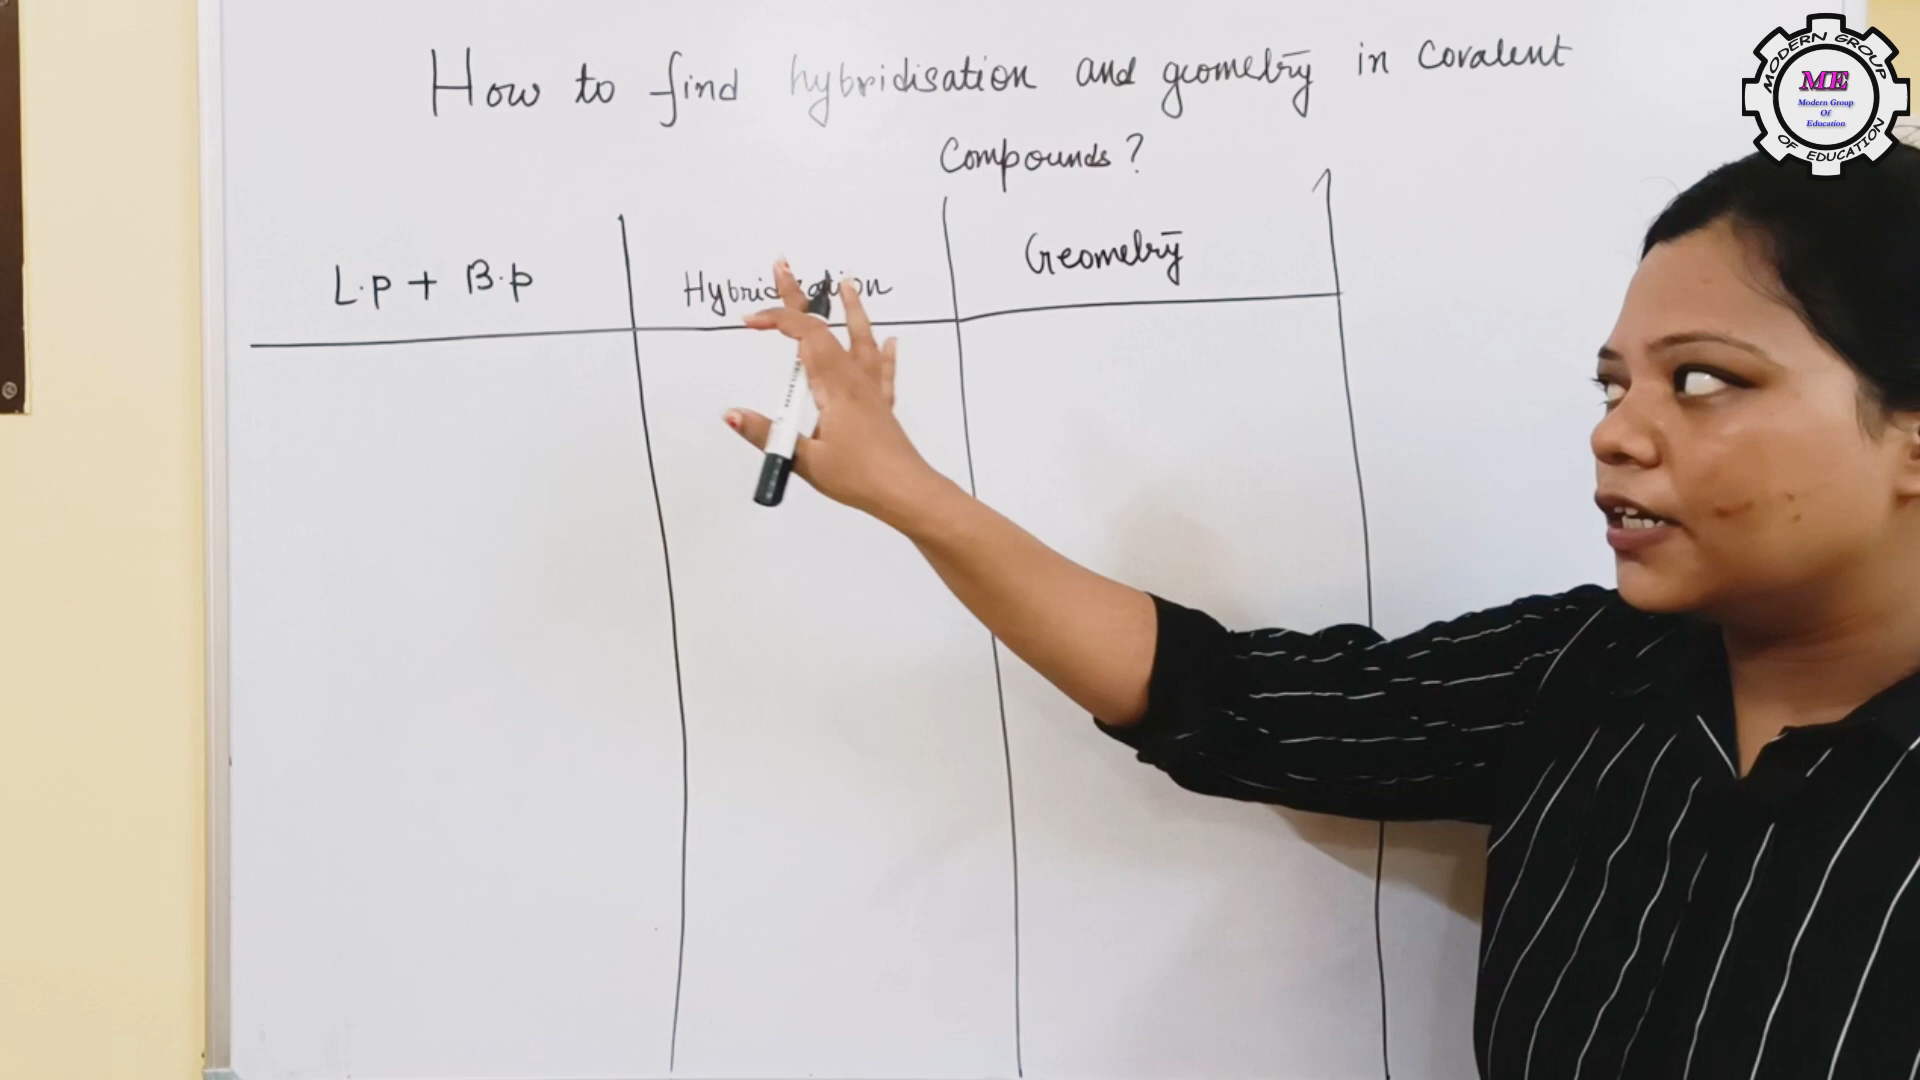 How to find hybridisation and geometry in Covalent
Compounds?
L.p + B.p
Geometry
MODERN GROUP
OF EDUCATION
ME
Modern Group
Of
Education